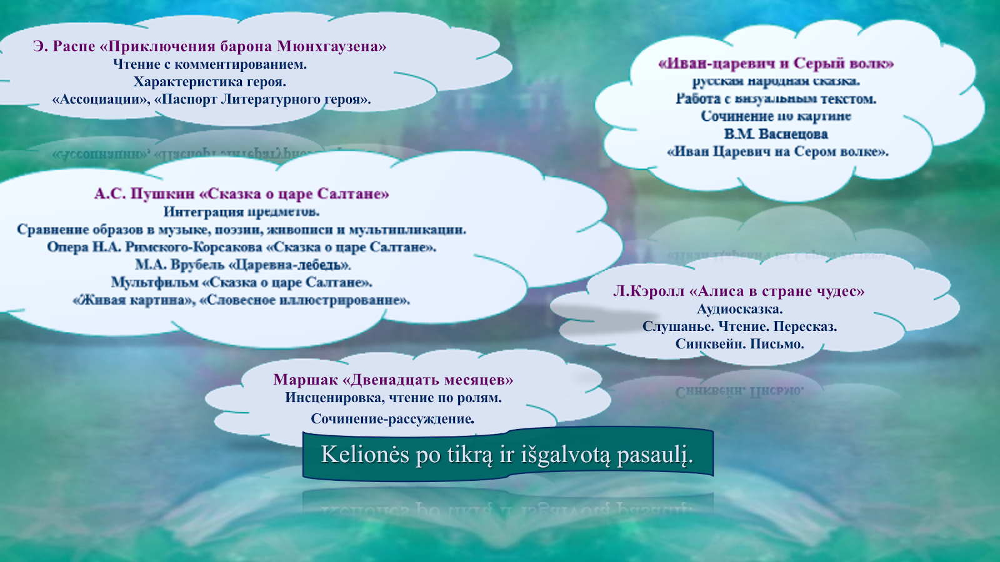 Э. Распе «Приключения барона Мюнхгаузена»
Чтение с комментированием.
Характеристика героя.
«Ассоциации», «Паспорт Литературного героя».
«Иван-царевич и Серый волк»
русская народная сказка.
Работа с визуальным текстом.
Сочинение по картине
В.М. Васнецова
«Иван Царевич на Сером волке».
А.С. Пушкин «Сказка о царе Салтане»
Интеграция предметов.
Сравнение образов в музыке, поэзии, живописи и мультипликации.
Опера Н.А. Римского-Корсакова «Сказка о царе Салтане».
М.А. Врубель «Царевна-лебедь».
Мультфильм «Сказка о царе Салтане».
«Живая картина», «Словесное иллюстрирование».
Л.Кэролл «Алиса в стране чудес»
Аудиосказка.
Слушанье. Чтение. Пересказ.
Синквейн. Письмо.
Маршак «Двенадцать месяцев»
Инсценировка, чтение по ролям.
Сочинение-рассуждение.
Kelionės po tikrą ir išgalvotą pasaulį.